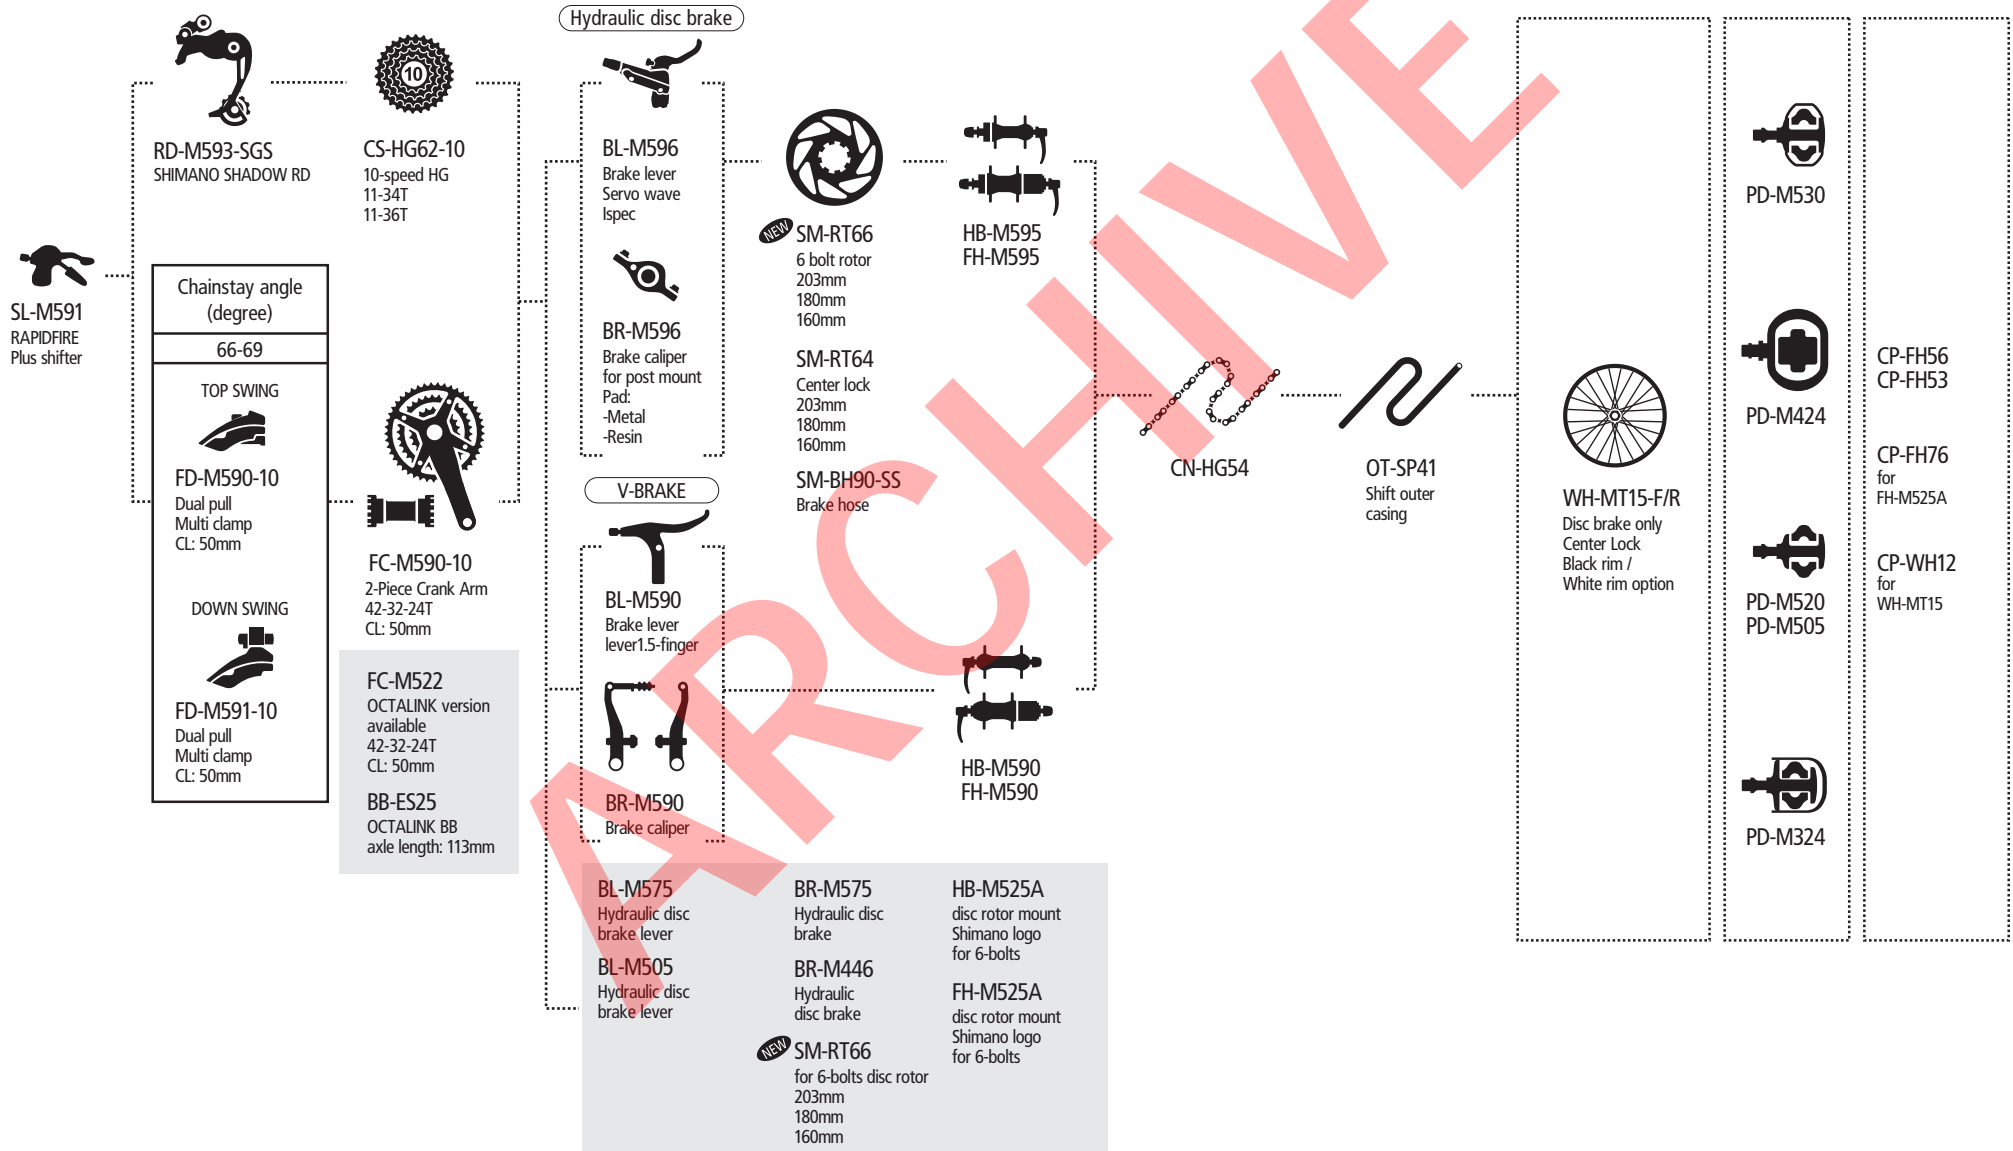 Hydraulic disc brake
10
RD-M593-SGS
SHIMANO SHADOW RD
CS-HG62-10
10-speed HG
11-34T
11-36T
SL-M591
RAPIDFIRE
Plus shifter
Chainstay angle
(degree)
66-69
TOP SWING
FD-M590-10
Dual pull
Multi clamp
CL: 50mm
DOWN SWING
FD-M591-10
Dual pull
Multi clamp
CL: 50mm
FC-M590-10
2-Piece Crank Arm
42-32-24T
CL: 50mm
FC-M522
OCTALINK version
available
42-32-24T
CL: 50mm
BB-ES25
OCTALINK BB
axle length: 113mm
BL-M596
Brake lever
Servo wave
Ispec
BR-M596
Brake caliper
for post mount
Pad:
-Metal
-Resin
V-BRAKE
BL-M590
Brake lever
lever1.5-finger
BR-M590
Brake caliper
NEW
SM-RT66
6 bolt rotor
203mm
180mm
160mm
SM-RT64
Center lock
203mm
180mm
160mm
SM-BH90-SS
Brake hose
HB-M595
FH-M595
HB-M590
FH-M590
BL-M575
Hydraulic disc
brake lever
BL-M505
Hydraulic disc
brake lever
BR-M575
Hydraulic disc
brake
BR-M446
Hydraulic
disc brake
NEW
SM-RT66
for 6-bolts disc rotor
203mm
180mm
160mm
HB-M525A
disc rotor mount
Shimano logo
for 6-bolts
FH-M525A
disc rotor mount
Shimano logo
for 6-bolts
CN-HG54
OT-SP41
Shift outer
casing
WH-MT15-F/R
Disc brake only
Center Lock
Black rim /
White rim option
PD-M530
PD-M424
PD-M520
PD-M505
PD-M324
CP-FH56
CP-FH53
CP-FH76
for
FH-M525A
CP-WH12
for
WH-MT15
ARCHIVE